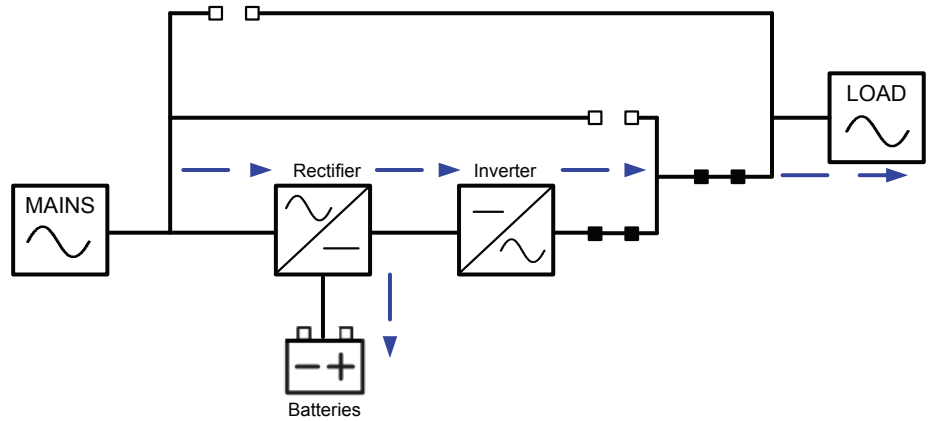 LOAD
Rectifier
Inverter
MAINS
Batteries